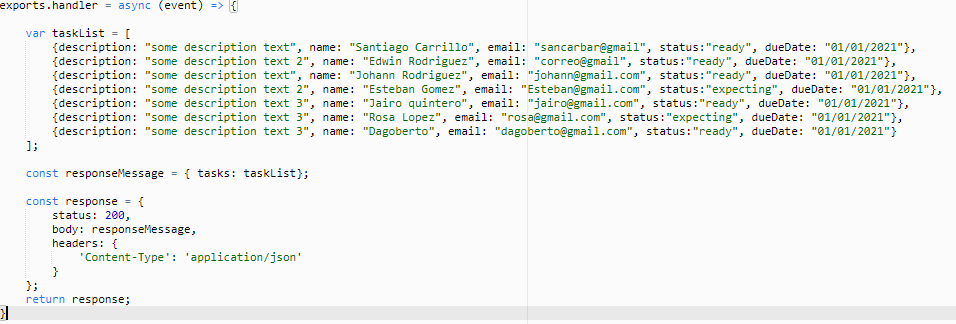 exports.handler = async (event) => {
var taskList = [
{description: "some description text", name: "Santiago Carrillo", email: "sancarbar@gmail", status:"ready", dueDate: "01/01/2021"},
{description: "some description text 2", name: "Edwin Rodriguez", email: "correo@gmail", status:"ready", dueDate: "01/01/2021"},
{description: "some description text", name: "Johann Rodriguez", email: "johann@gmail.com", status:"ready", dueDate: "01/01/2021"},
{description: "some description text 2", name: "Esteban Gomez", email: "Esteban@gmail.com", status:"expecting", dueDate: "01/01/2021"},
{description: "some description text 3", name: "Jairo quintero", email: "jairo@gmail.com", status:"ready", dueDate: "01/01/2021"},
{description: "some description text 3", name: "Rosa Lopez", email: "rosa@gmail.com", status:"expecting", dueDate: "01/01/2021"},
{description: "some description text 3", name: "Dagoberto", email: "dagoberto@gmail.com", status:"ready", dueDate: "01/01/2021"}
];
const responseMessage = { tasks: taskList};
const response = {
status: 200,
body: responseMessage,
headers: {
'Content-Type': 'application/json'
}
};
return response;
}